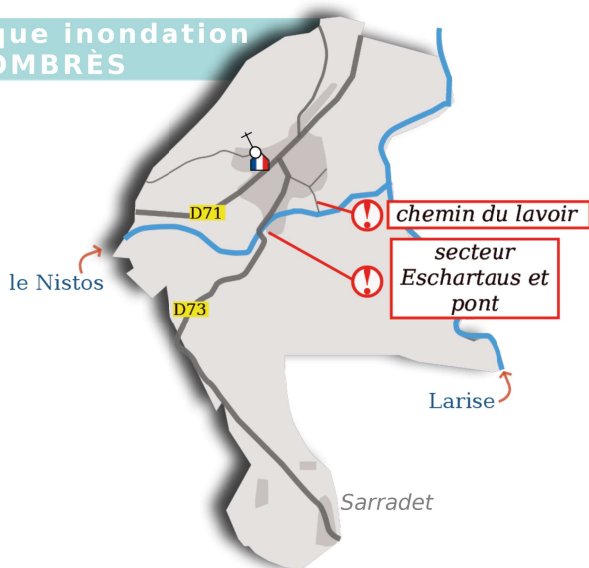 que inondation
OMBRÈS
D71
chemin du lavoir
secteur
Eschartaus et
pont
le Nistos
D73
Larise
Sarradet